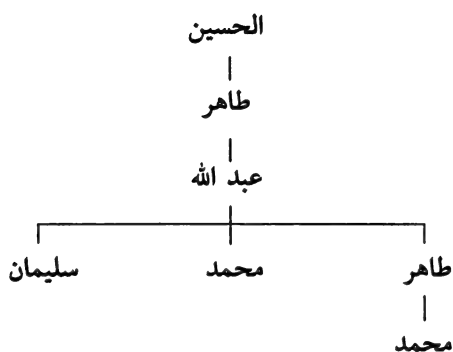 الحسين
طاهر
عبد الله
طاهر محمد سليمان
محمد